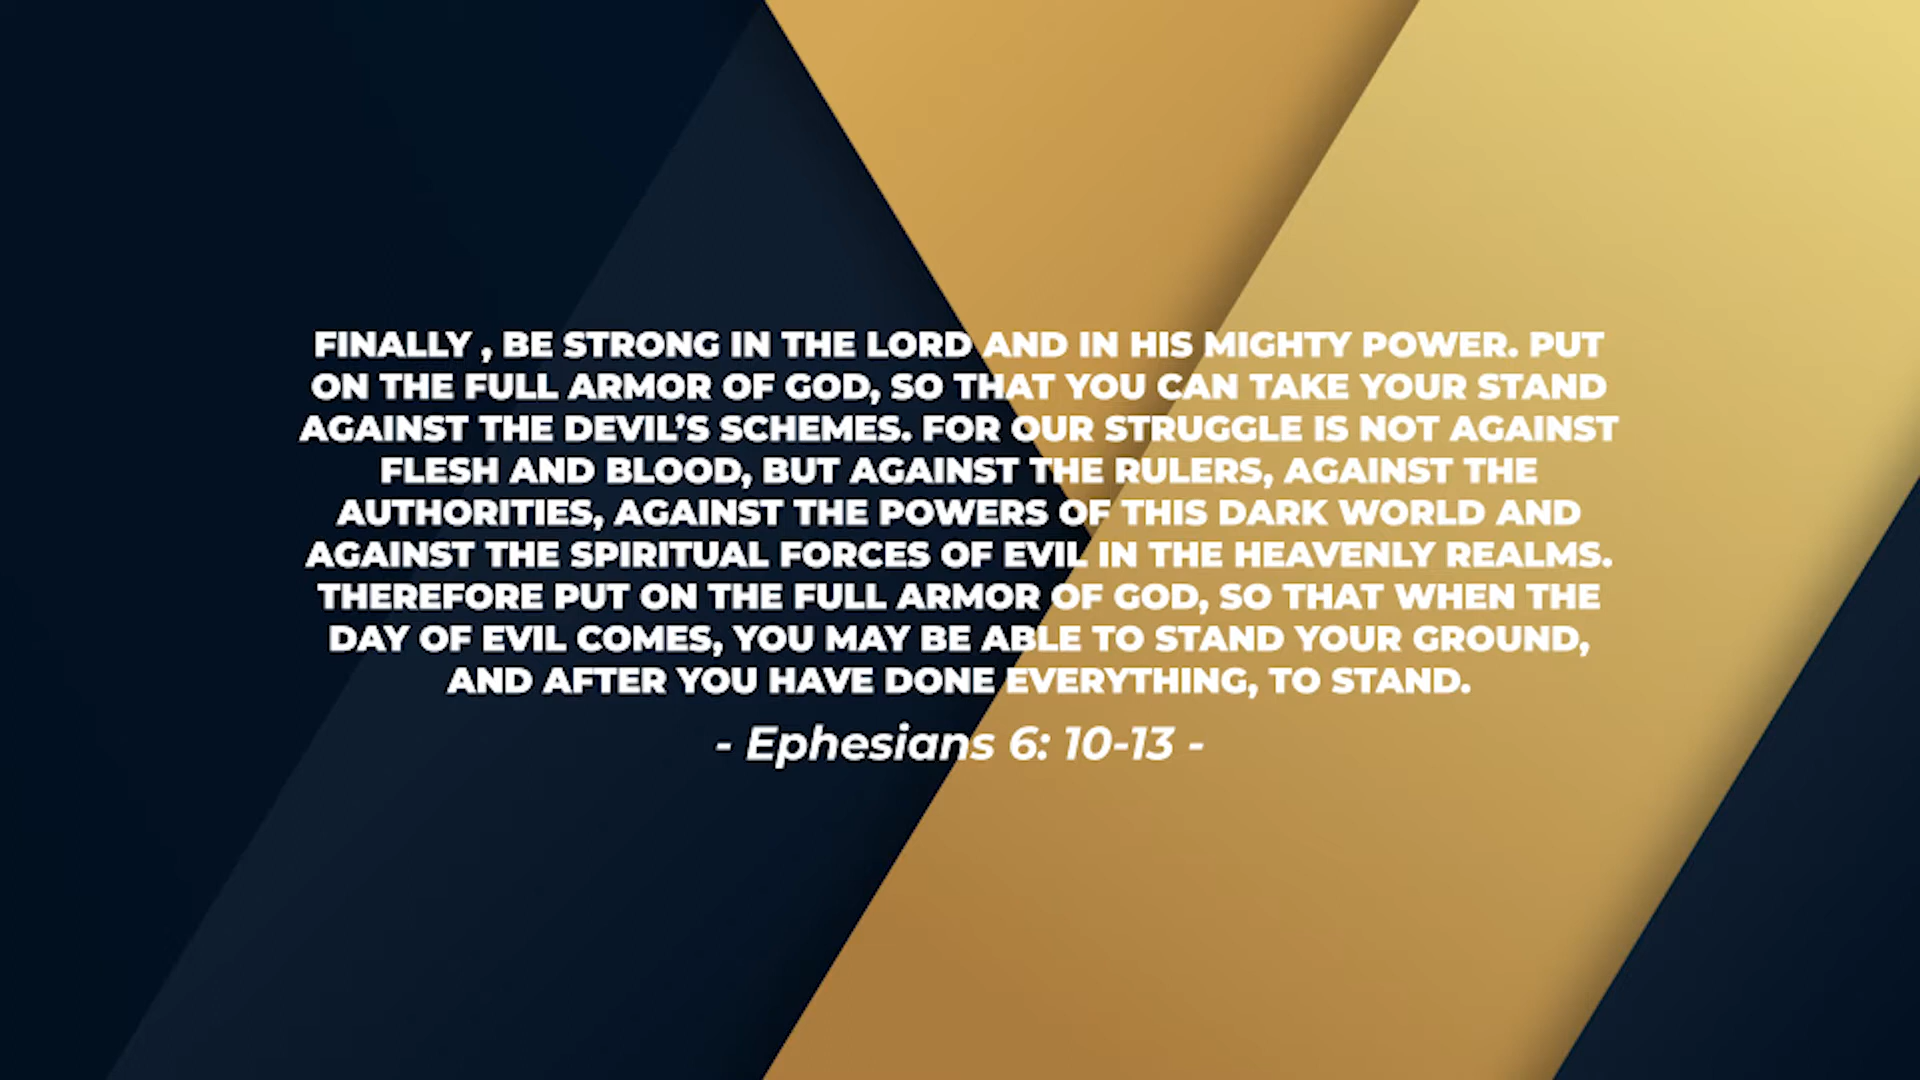 FINALLY , BE STRONG IN THE LORD AND IN HIS MIGHTY POWER. PUT
ON THE FULL ARMOR OF GOD, SO THAT YOU CAN TAKE YOUR STAND
AGAINST THE DEVIL’S SCHEMES. FOR OUR STRUGGLE IS NOT AGAINST
FLESH AND BLOOD, BUT AGAINST THE RULERS, AGAINST THE
AUTHORITIES, AGAINST THE POWERS OF THIS DARK WORLD AND
AGAINST THE SPIRITUAL FORCES OF EVIL IN THE HEAVENLY REALMS.
THEREFORE PUT ON THE FULL ARMOR OF GOD, SO THAT WHEN THE
DAY OF EVIL COMES, YOU MAY BE ABLE TO STAND YOUR GROUND,
AND AFTER YOU HAVE DONE EVERYTHING, TO STAND.
- Ephesians 6: 10-13 -